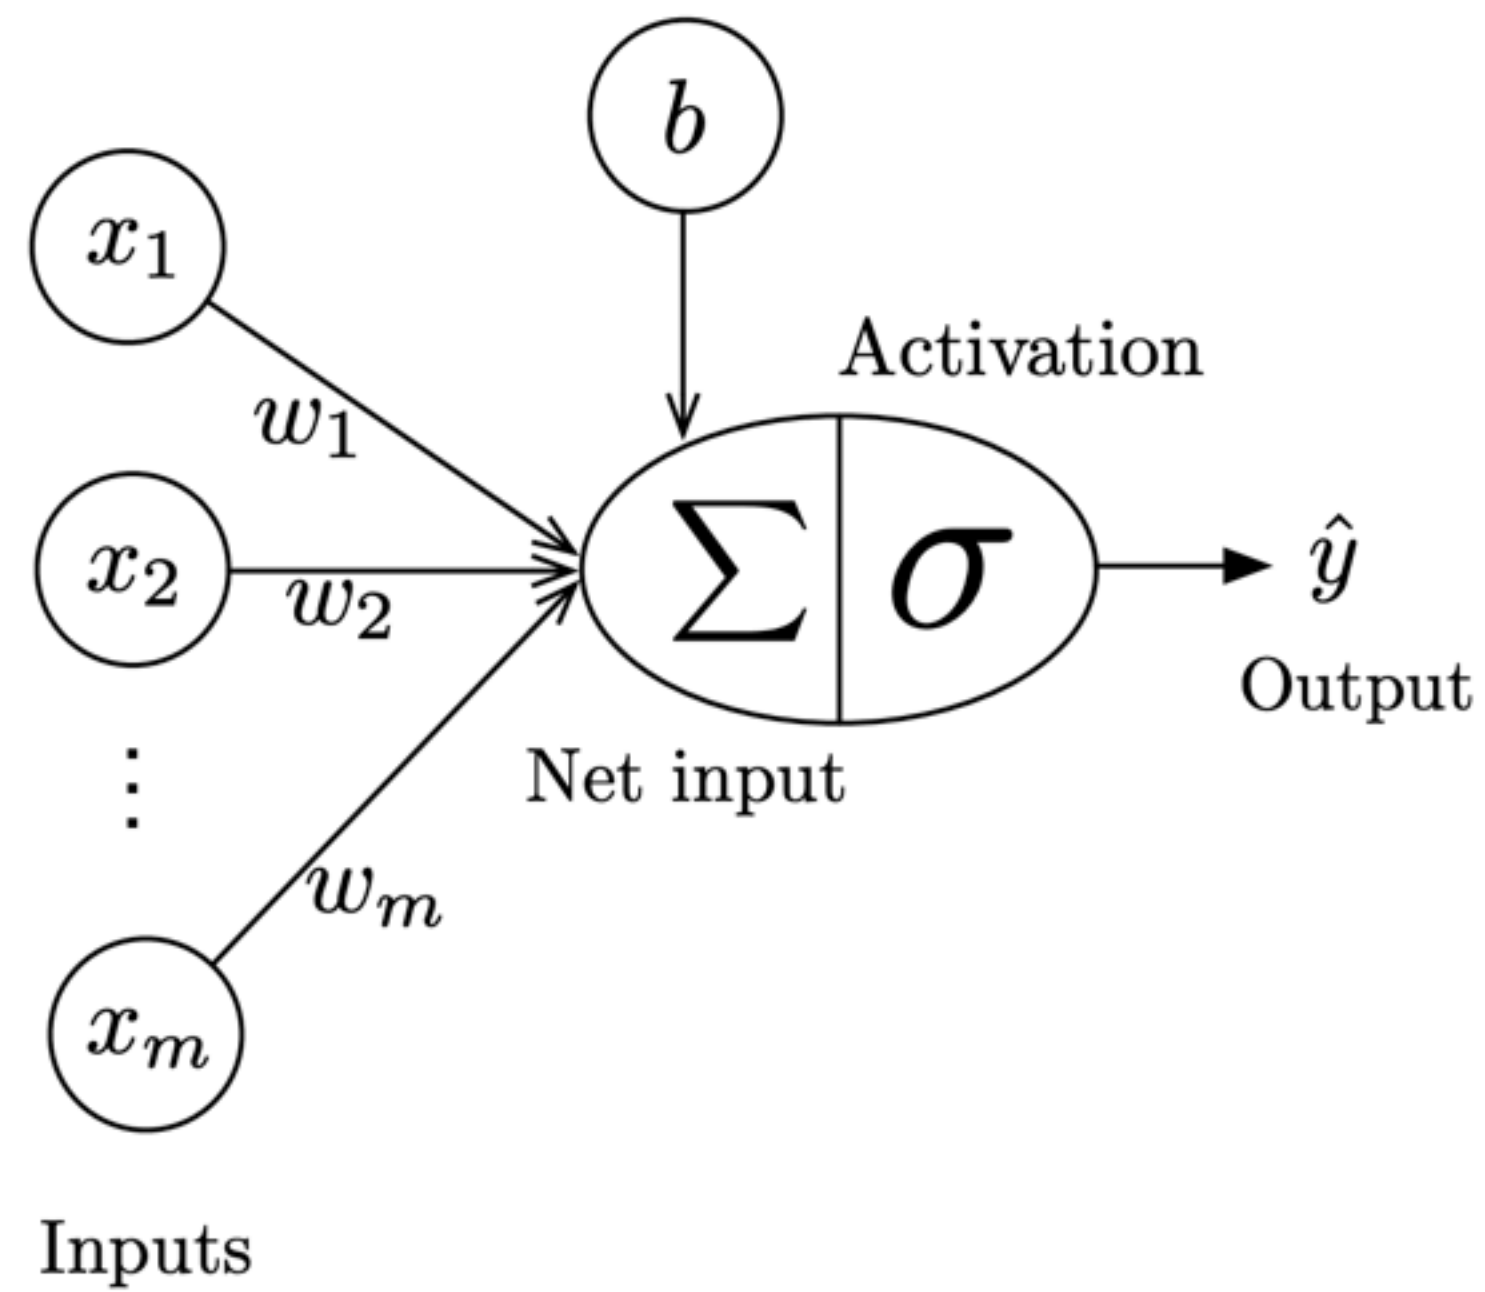 b
x₁
Activation
w₁
x₂
w₂
Σ
σ
ŷ
Output
Net input
⋮
wₘ
xₘ
Inputs